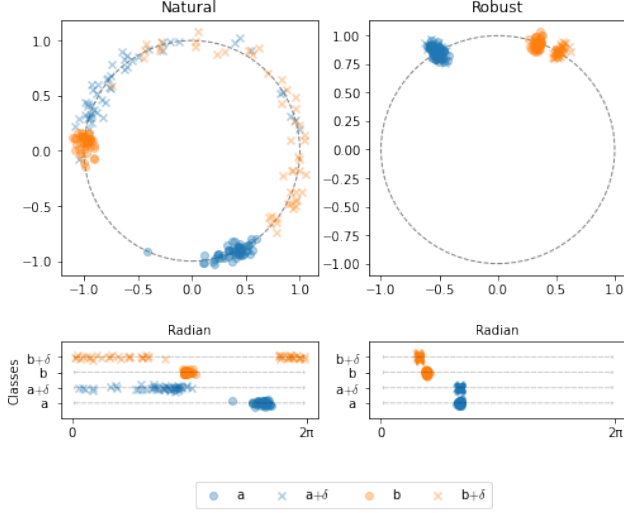 Natural
Robust
1.0
0.5
0.0
−0.5
−1.0
−1.0
−0.5
0.0
0.5
1.0
1.00
0.75
0.50
0.25
0.00
−0.25
−0.50
−0.75
−1.00
−1.0
−0.5
0.0
0.5
1.0
Radian
Classes
b+δ
b
a+δ
a
0
2π
Radian
b+δ
b
a+δ
a
0
2π
a
a+δ
b
b+δ